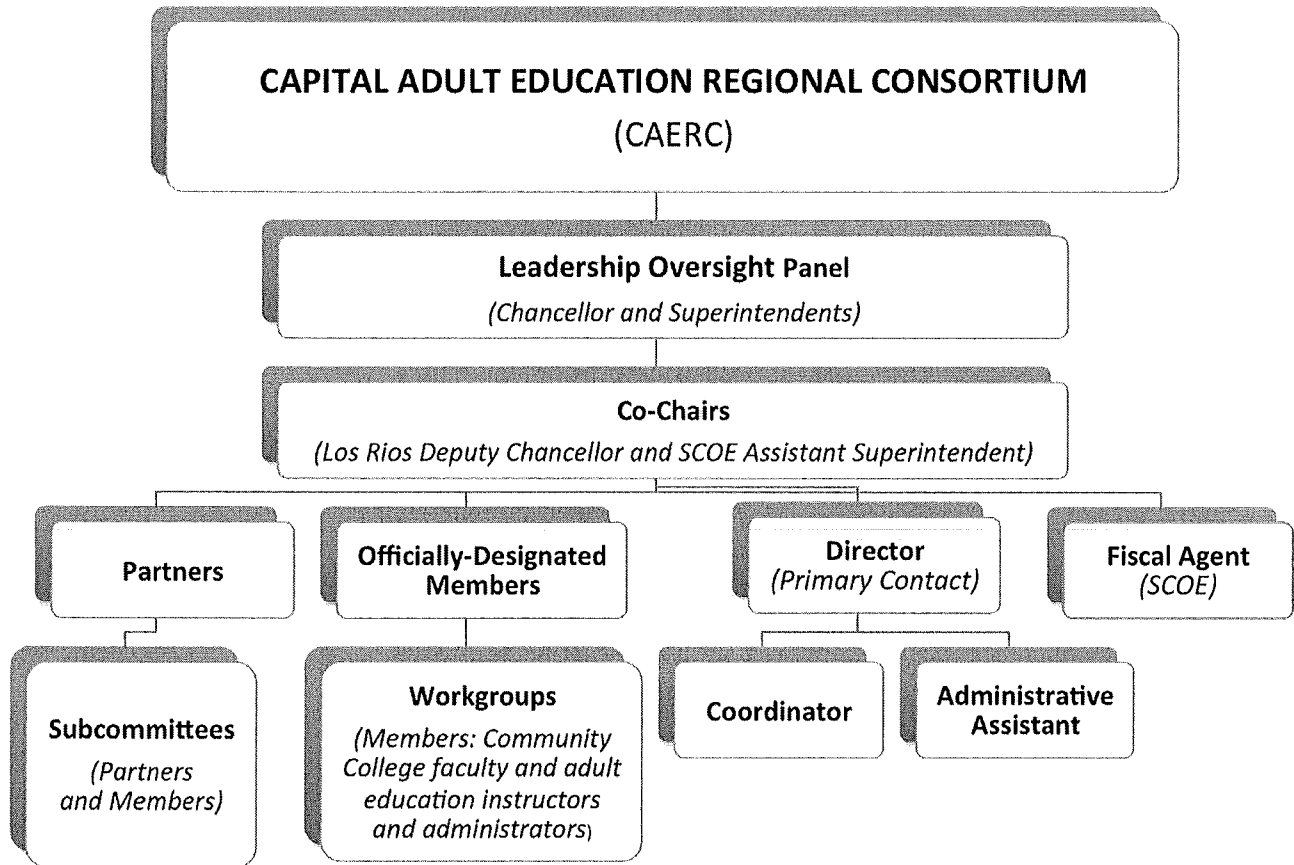 CAPITAL ADULT EDUCATION REGIONAL CONSORTIUM
(CAERC)
Leadership Oversight Panel
(Chancellor and Superintendents)
Co-Chairs
(Los Rios Deputy Chancellor and SCOE Assistant Superintendent)
Partners
Officially-Designated
Members
Director
(Primary Contact)
Fiscal Agent
(SCOE)
Subcommittees
(Partners
and Members)
Workgroups
(Members: Community
College faculty and adult
education instructors
and administrators)
Coordinator
Administrative
Assistant